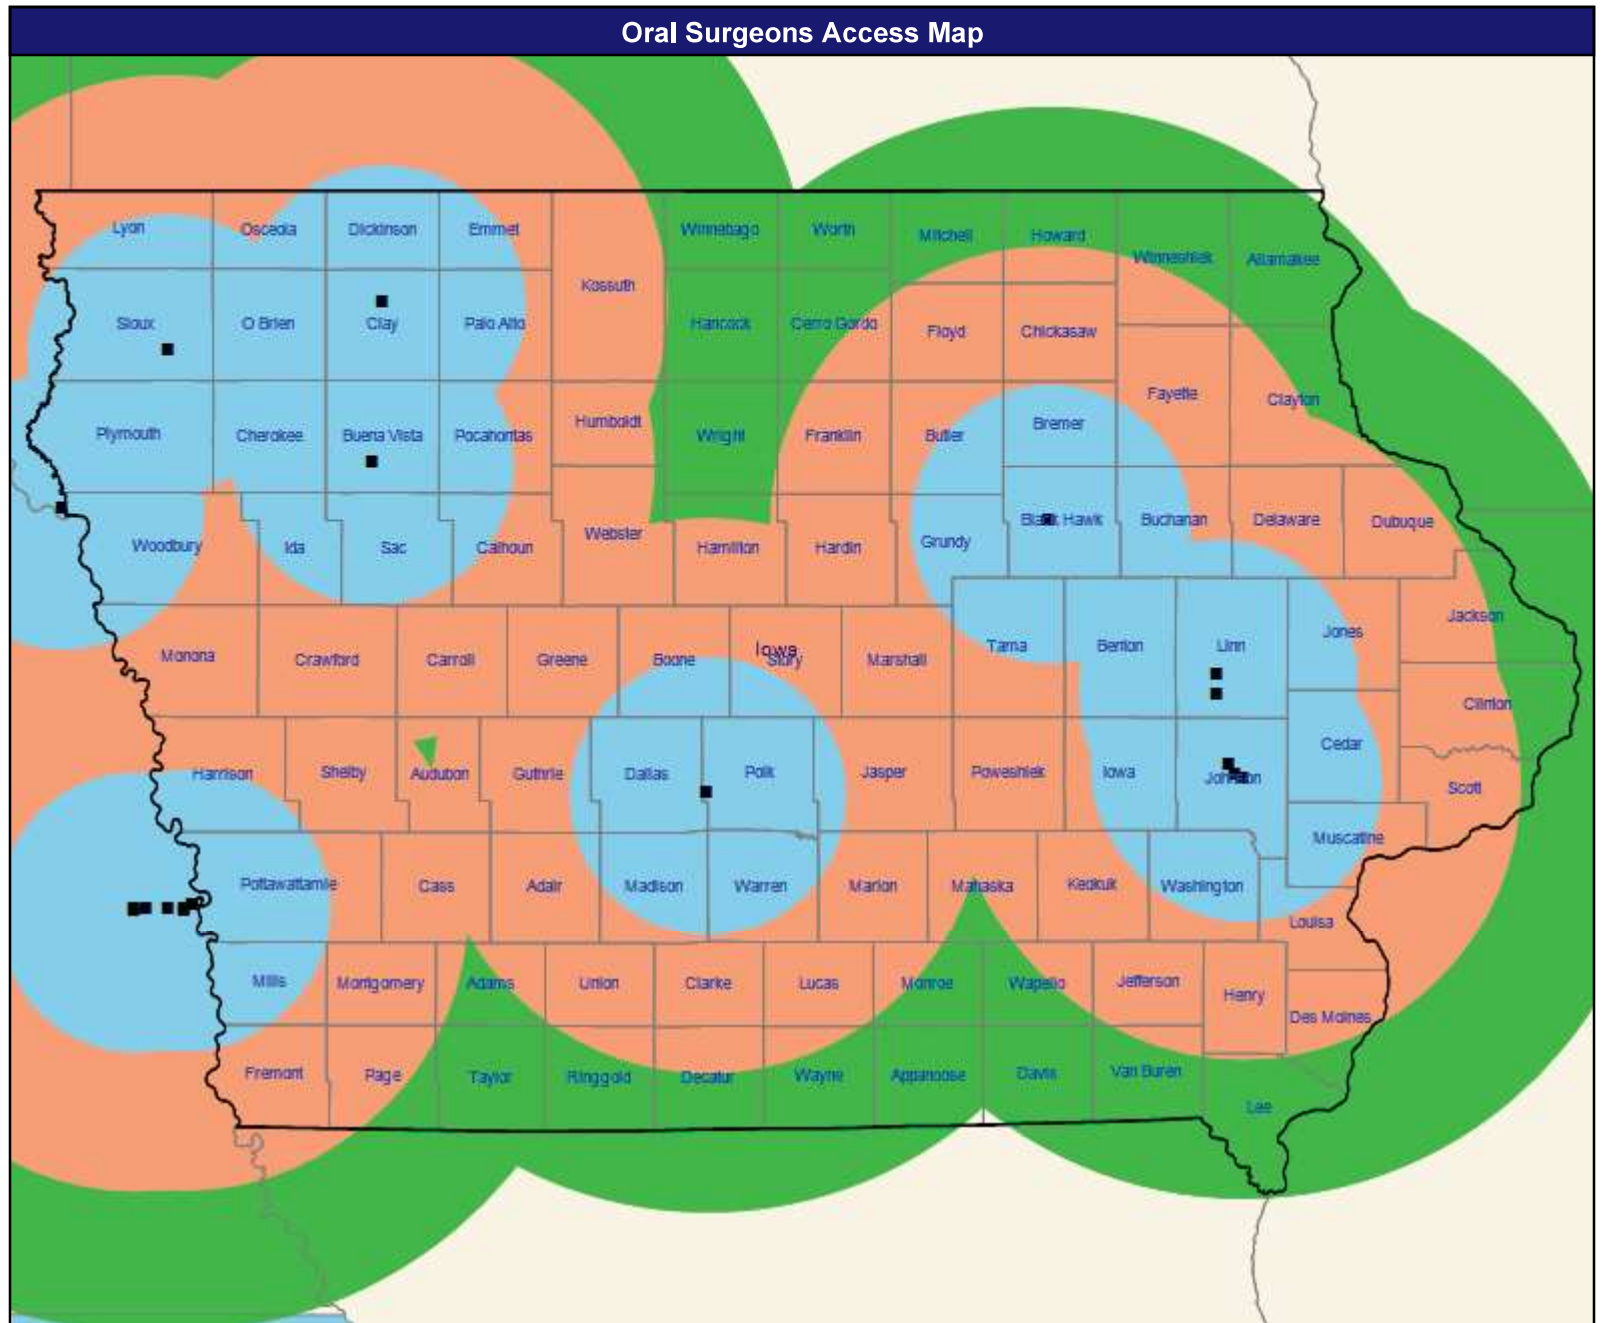 Oral Surgeons Access Map
Lyon
Osceola
Dickinson
Emmet
Winnebago
Worth
Mitchell
Howard
Winneshiek
Allamakee
Kossuth
Sioux
O Brien
Clay
Palo Alto
Hancock
Cerro Gordo
Floyd
Chickasaw
Fayette
Clayton
Plymouth
Cherokee
Buena Vista
Pocahontas
Humboldt
Wright
Franklin
Butler
Bremer
Woodbury
Ida
Sac
Calhoun
Webster
Hamilton
Hardin
Grundy
Black Hawk
Buchanan
Delaware
Dubuque
Monona
Crawford
Carroll
Greene
Boone
Iowa
Story
Marshall
Tama
Benton
Linn
Jones
Jackson
Clinton
Harrison
Shelby
Audubon
Guthrie
Dallas
Polk
Jasper
Poweshiek
Iowa
Johnson
Cedar
Scott
Muscatine
Pottawattamie
Cass
Adair
Madison
Warren
Marion
Mahaska
Keokuk
Washington
Louisa
Mills
Montgomery
Adams
Union
Clarke
Lucas
Monroe
Wapello
Jefferson
Henry
Des Moines
Fremont
Page
Taylor
Ringgold
Decatur
Wayne
Appanoose
Davis
Van Buren
Lee